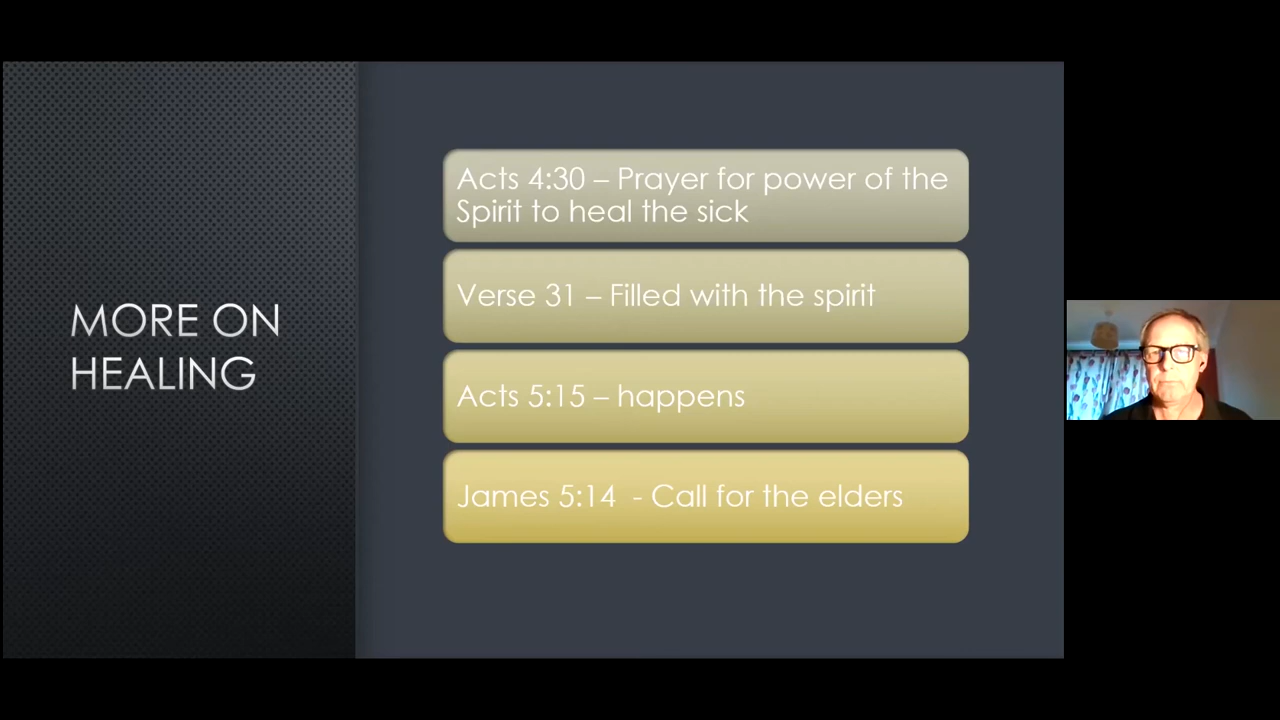 MORE ON
HEALING
Acts 4:30 – Prayer for power of the
Spirit to heal the sick
Verse 31 – Filled with the spirit
Acts 5:15 – happens
James 5:14  - Call for the elders